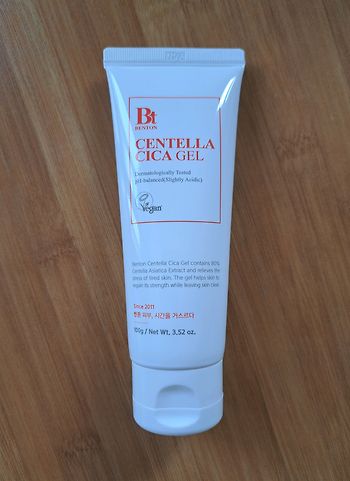 Bt
BENTON
CENTELLA
CICA GEL
Dermatologically Tested
pH-balanced(Slightly Acidic)
Vegan
Benton Centella Cica Gel contains 80%
Centella Asiatica Extract and relieves the
stress of tired skin. The gel helps skin to
regain its strength while leaving skin clear.
Since 2011
벤튼 피부, 시간을 거스르다
100g / Net Wt. 3.52 oz.